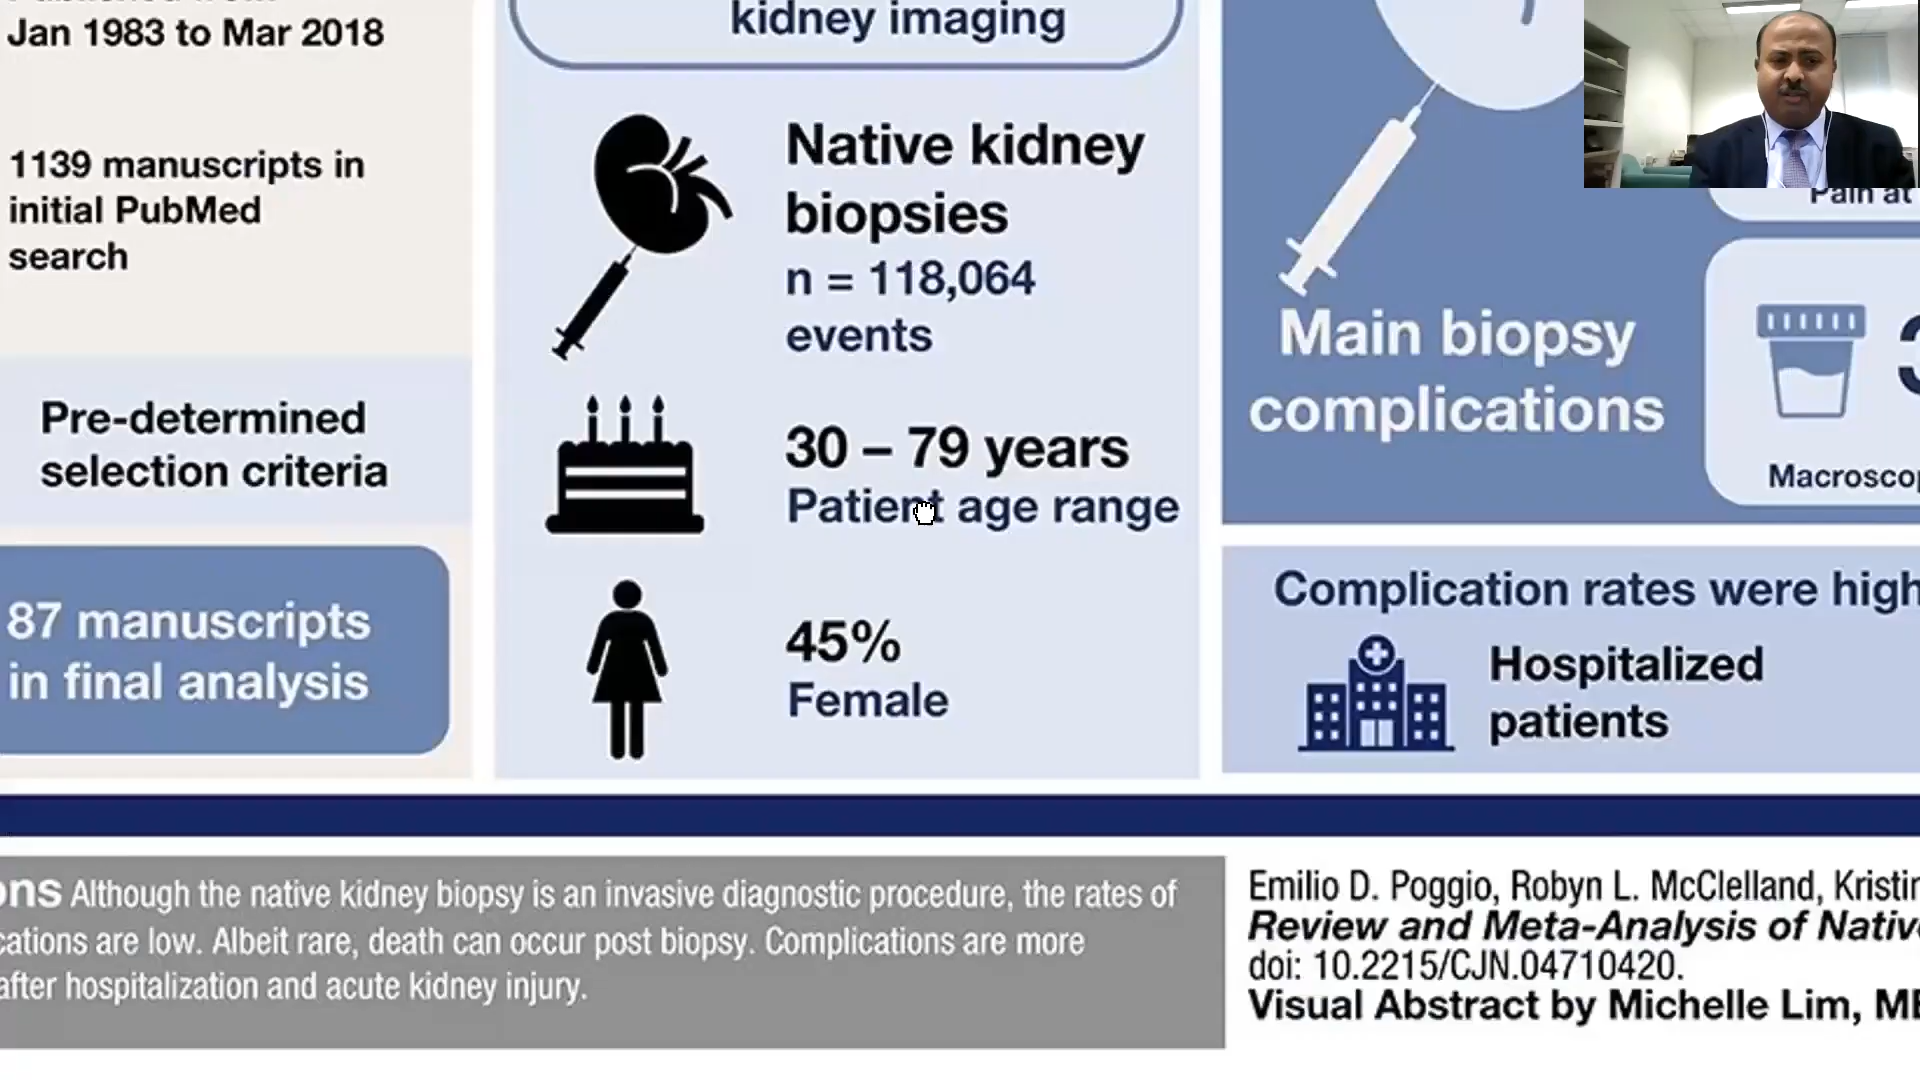 Jan 1983 to Mar 2018
1139 manuscripts in
initial PubMed
search
Pre-determined
selection criteria
87 manuscripts
in final analysis
kidney imaging
Native kidney
biopsies
n = 118,064
events
30 – 79 years
Patient age range
45%
Female
Pain at
Main biopsy
complications
Macroscop
Complication rates were high
Hospitalized
patients
ons Although the native kidney biopsy is an invasive diagnostic procedure, the rates of
cations are low. Albeit rare, death can occur post biopsy. Complications are more
after hospitalization and acute kidney injury.
Emilio D. Poggio, Robyn L. McClelland, Kristin
Review and Meta-Analysis of Native
doi: 10.2215/CJN.04710420.
Visual Abstract by Michelle Lim, MB